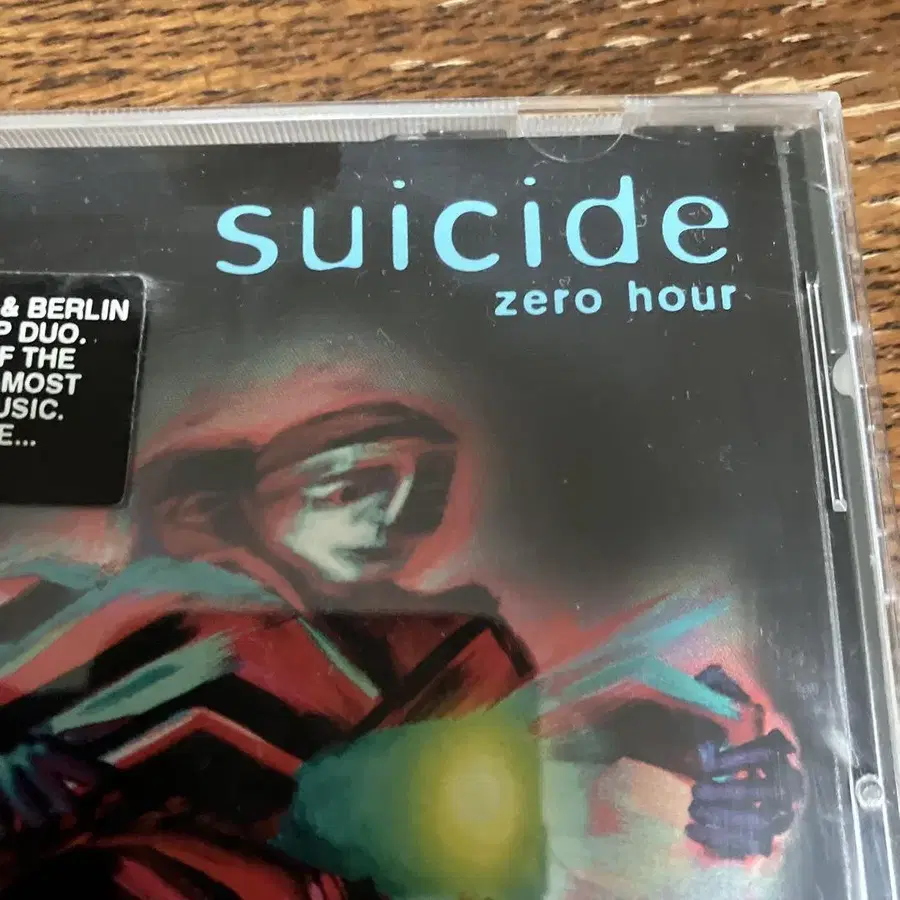 suicide
zero hour
& BERLIN
DUO.
THE
MOST